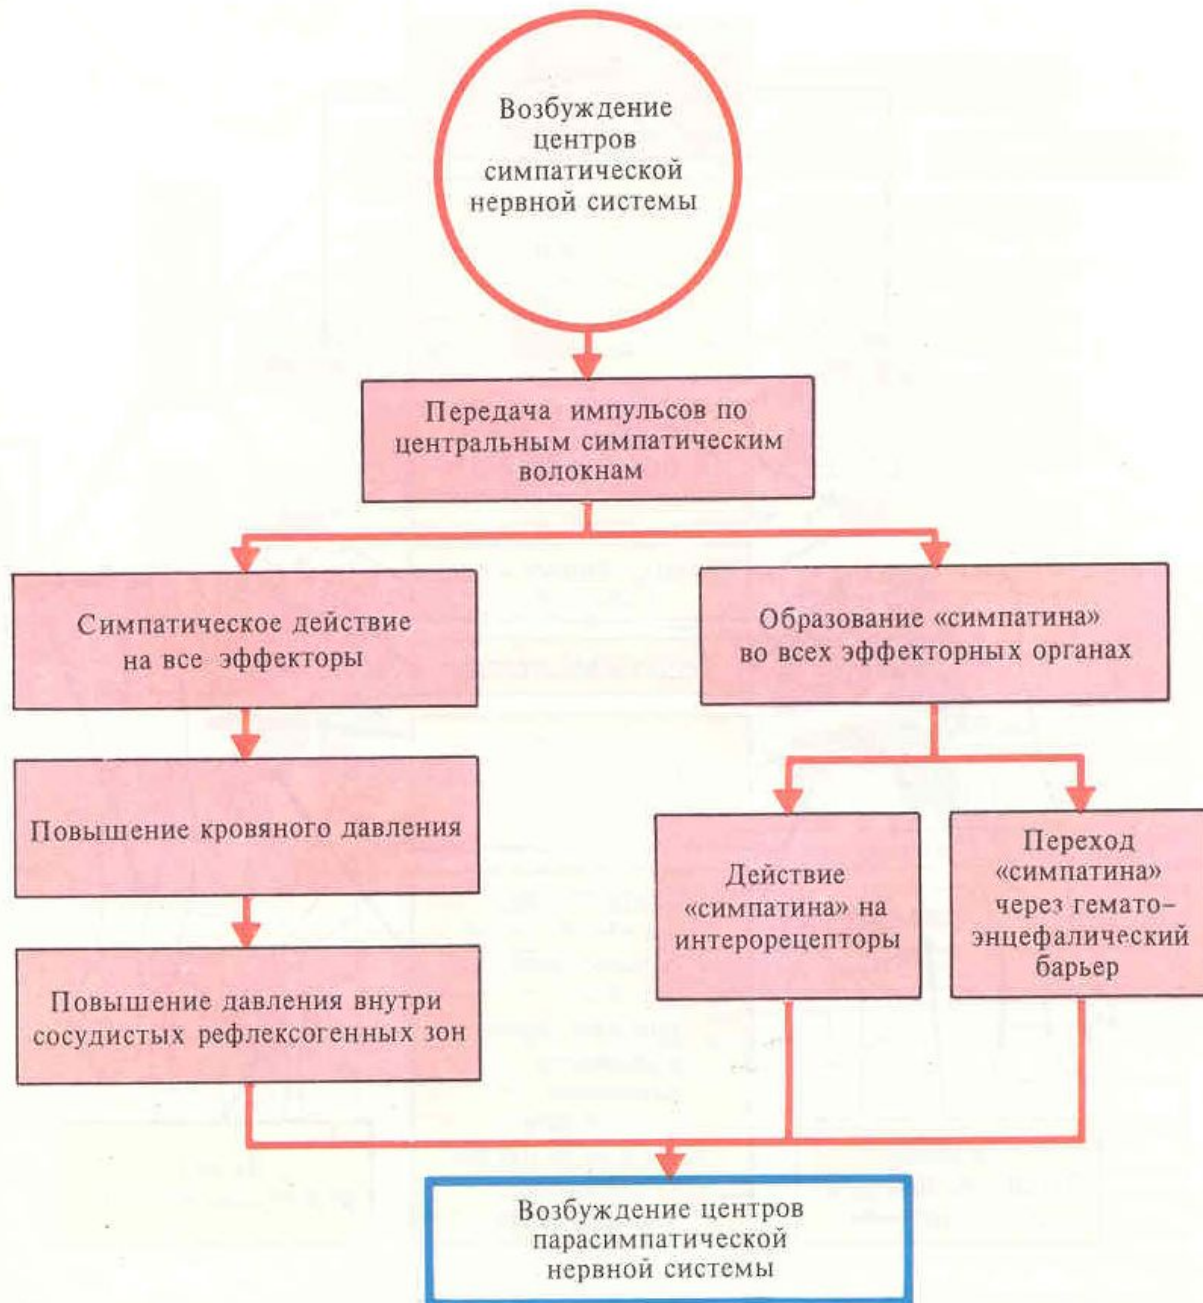 Возбуждение
центров
симпатической
нервной системы
Передача импульсов по
центральным симпатическим
волокнам
Симпатическое действие
на все эффекторы
Образование «симпатина»
во всех эффекторных органах
Повышение кровяного давления
Действие
«симпатина» на
интерорецепторы
Переход
«симпатина»
через гемато-
энцефалический
барьер
Повышение давления внутри
сосудистых рефлексогенных зон
Возбуждение центров
парасимпатической
нервной системы